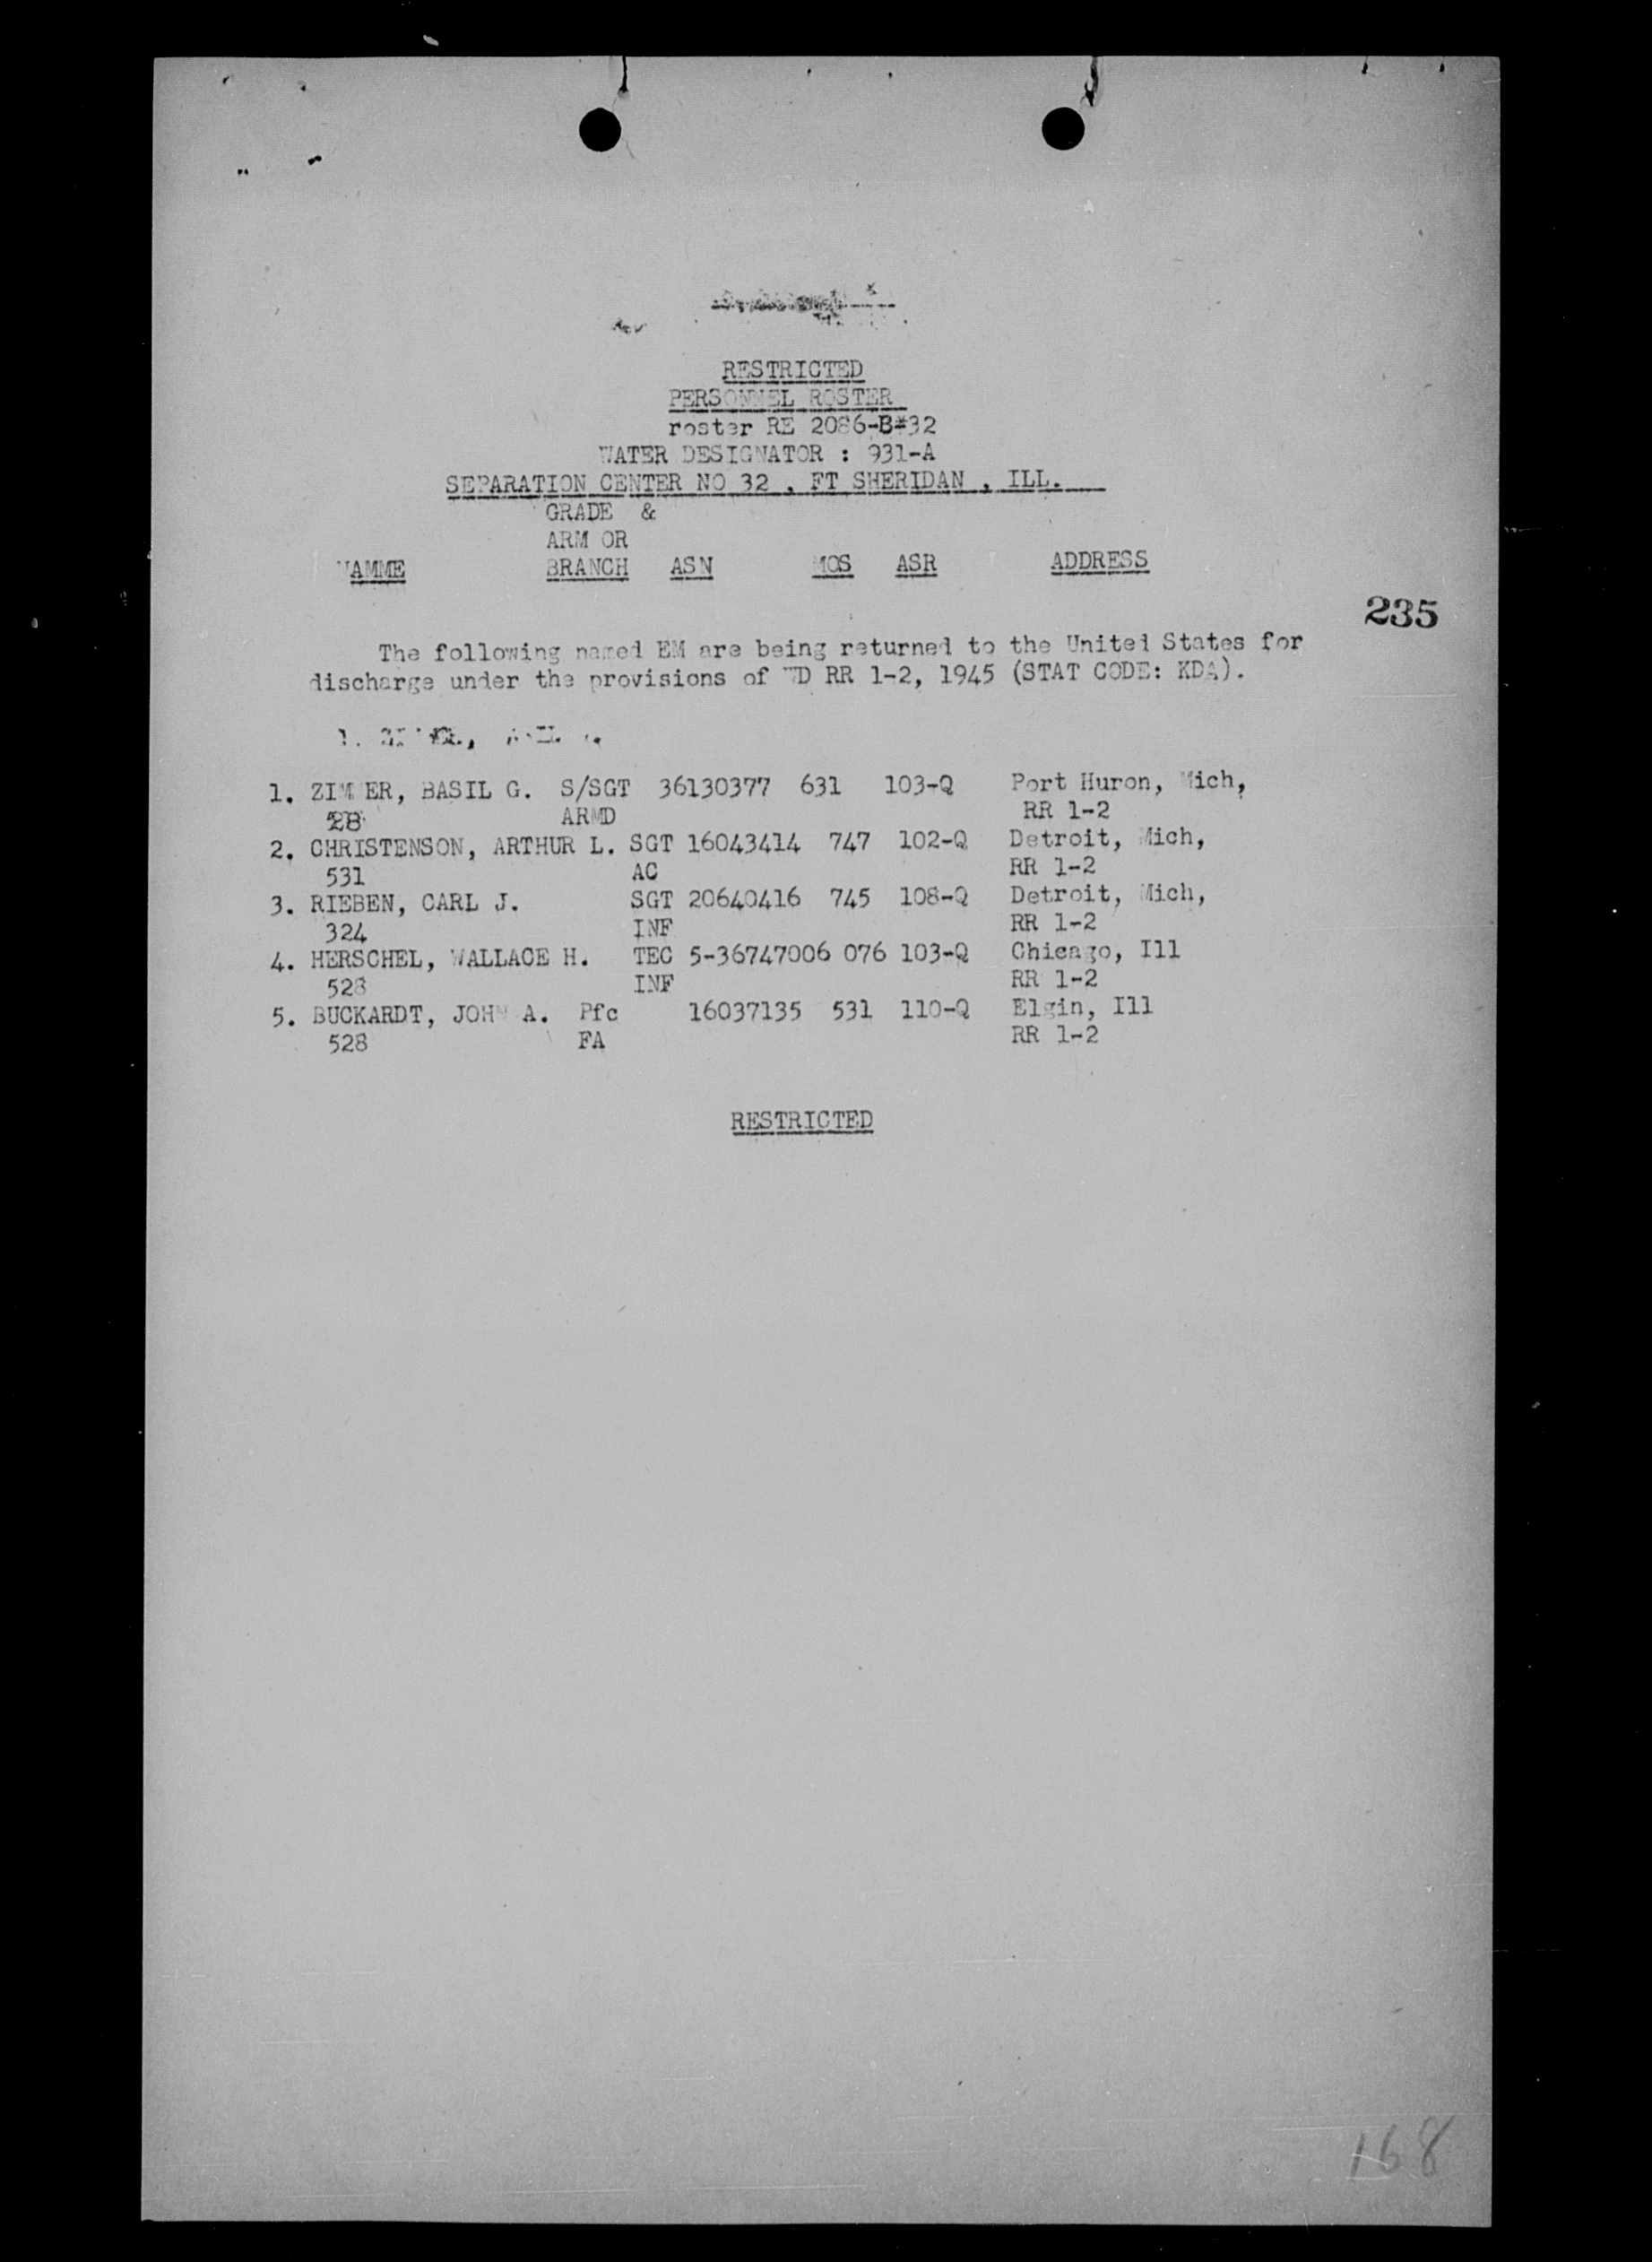 RESTRICTED
PERSONNEL ROSTER
roster RE 2086-B*32
WATER DESIGNATOR : 931-A
SEPARATION CENTER NO 32 , FT SHERIDAN , ILL.
GRADE &
ARM OR
NAMME BRANCH ASN MOS ASR ADDRESS
235
The following named EM are being returned to the United States for
discharge under the provisions of WD RR 1-2, 1945 (STAT CODE: KDA).
1. ZIMMER, BASIL G. S/SGT 36130377 631 103-Q Port Huron, Mich,
28 ARMD RR 1-2
2. CHRISTENSON, ARTHUR L. SGT 16043414 747 102-Q Detroit, Mich,
531 AC RR 1-2
3. RIEBEN, CARL J. SGT 20640416 745 108-Q Detroit, Mich,
324 INF RR 1-2
4. HERSCHEL, WALLACE H. TEC 5-36747006 076 103-Q Chicago, Ill
528 INF RR 1-2
5. BUCKARDT, JOHN A. Pfc 16037135 531 110-Q Elgin, Ill
528 FA RR 1-2
RESTRICTED
168